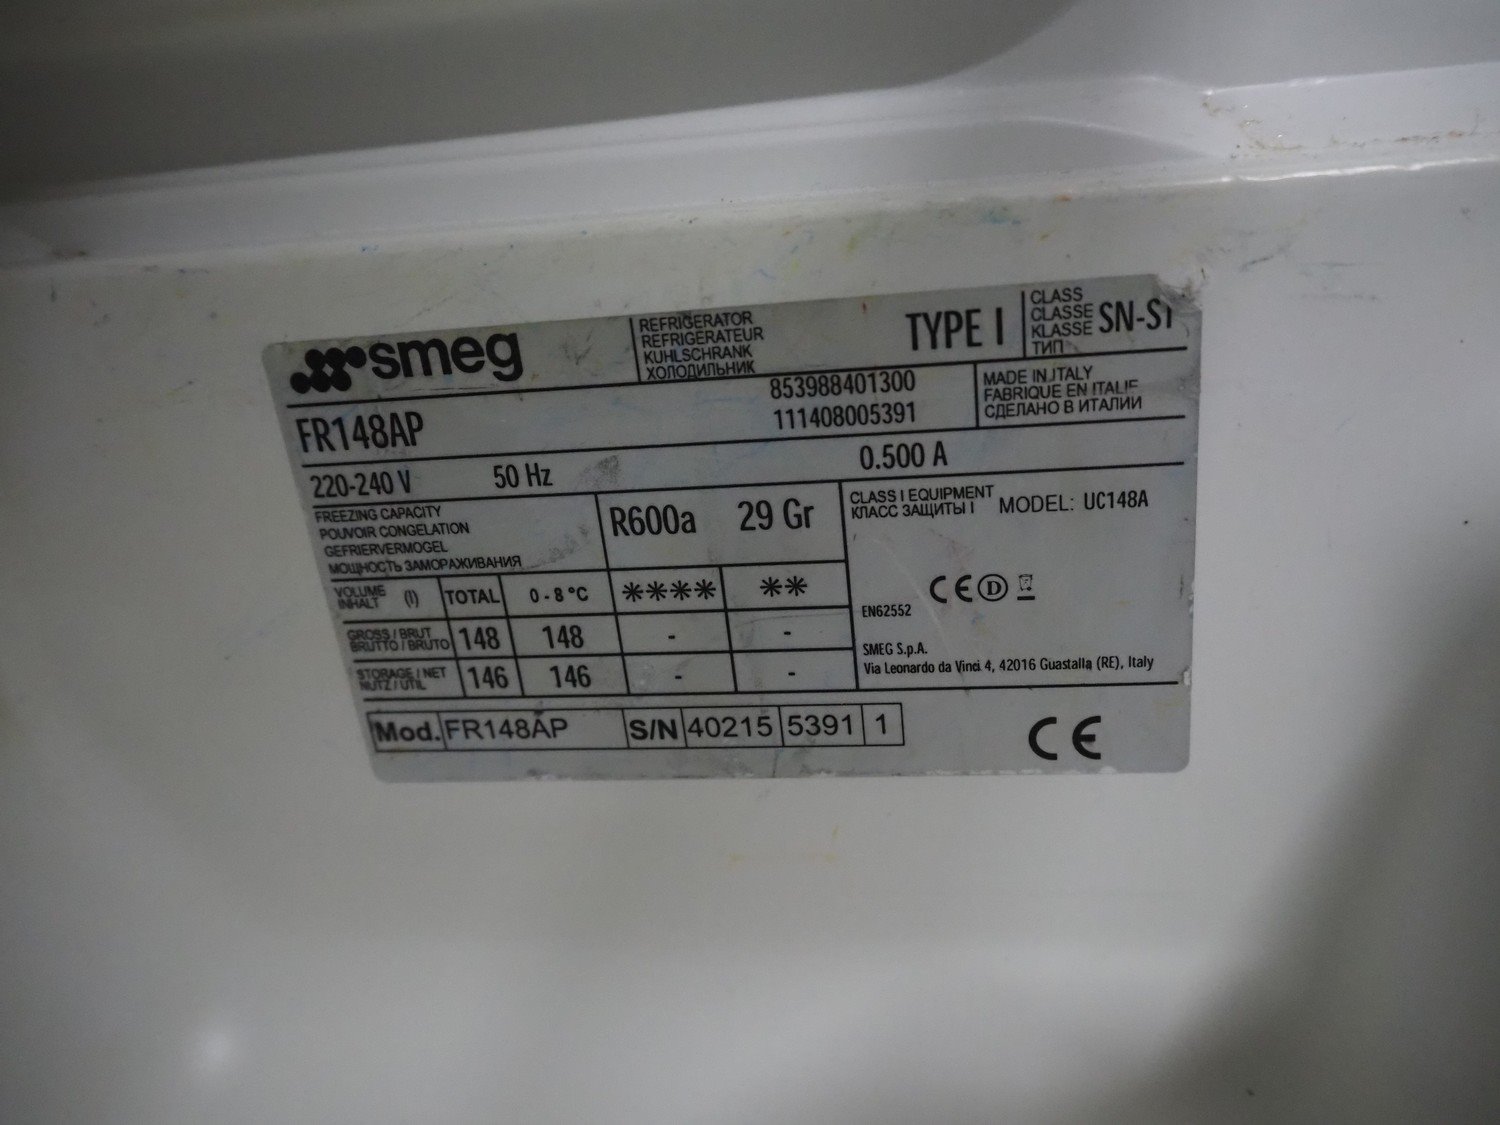 smeg
REFRIGERATOR
REFRIGERATEUR
KUHLSCHRANK
ХОЛОДИЛЬНИК
TYPE I
CLASS
CLASSE
KLASSE
ТИП
SN-ST
FR148AP
853988401300
111408005391
MADE IN ITALY
FABRIQUE EN ITALIE
СДЕЛАНО В ИТАЛИИ
220-240 V 50 Hz 0.500 A
FREEZING CAPACITY
POUVOIR CONGELATION
GEFRIERVERMOGEL
МОЩНОСТЬ ЗАМОРАЖИВАНИЯ
R600a 29 Gr
CLASS I EQUIPMENT
КЛАСС ЗАЩИТЫ I
MODEL: UC148A
VOLUME
INHALT (l) TOTAL 0 - 8 °C **** **
GROSS / BRUT
BRUTTO / BRUTO 148 148 - -
STORAGE / NET
NUTZ / UTIL 146 146 - -
CE D
EN62552
SMEG S.p.A.
Via Leonardo da Vinci 4, 42016 Guastalla (RE), Italy
Mod. FR148AP S/N 40215 5391 1
CE